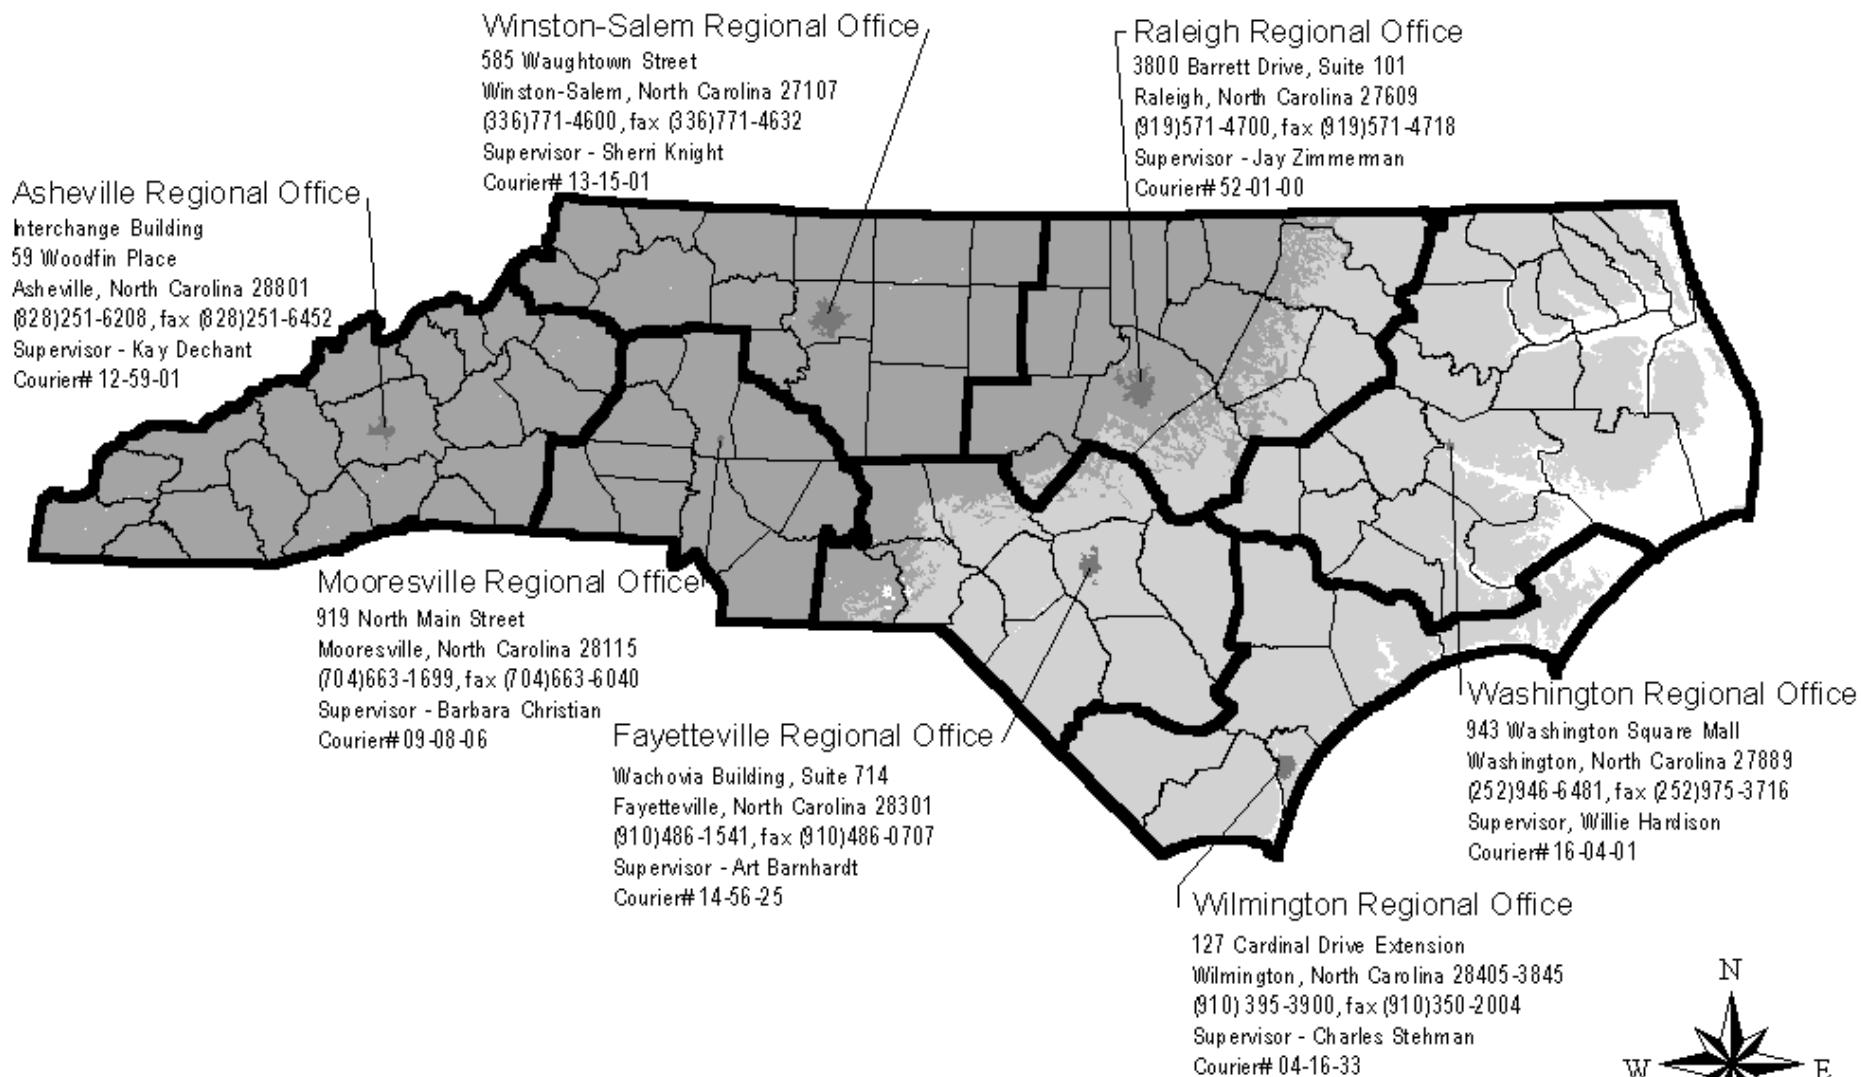 Winston-Salem Regional Office
585 Waughtown Street
Winston-Salem, North Carolina 27107
(336)771-4600, fax (336)771-4632
Supervisor - Sherri Knight
Courier# 13-15-01
Raleigh Regional Office
3800 Barrett Drive, Suite 101
Raleigh, North Carolina 27609
(919)571-4700, fax (919)571-4718
Supervisor - Jay Zimmerman
Courier# 52-01-00
Asheville Regional Office
Interchange Building
59 Woodfin Place
Asheville, North Carolina 28801
(828)251-6208, fax (828)251-6452
Supervisor - Kay Dechant
Courier# 12-59-01
Mooresville Regional Office
919 North Main Street
Mooresville, North Carolina 28115
(704)663-1699, fax (704)663-6040
Supervisor - Barbara Christian
Courier# 09-08-06
Fayetteville Regional Office
Wachovia Building, Suite 714
Fayetteville, North Carolina 28301
(910)486-1541, fax (910)486-0707
Supervisor - Art Barnhardt
Courier# 14-56-25
Washington Regional Office
943 Washington Square Mall
Washington, North Carolina 27889
(252)946-6481, fax (252)975-3716
Supervisor, Willie Hardison
Courier# 16-04-01
Wilmington Regional Office
127 Cardinal Drive Extension
Wilmington, North Carolina 28405-3845
(910) 395-3900, fax (910)350-2004
Supervisor - Charles Stehman
Courier# 04-16-33
N
W E